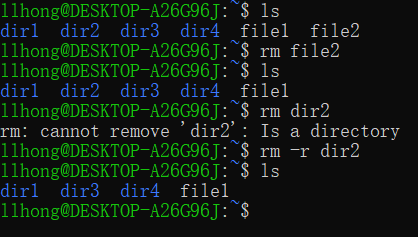 llhong@DESKTOP-A26G96J:~$ ls
dir1  dir2  dir3  dir4  file1  file2
llhong@DESKTOP-A26G96J:~$ rm file2
llhong@DESKTOP-A26G96J:~$ ls
dir1  dir2  dir3  dir4  file1
llhong@DESKTOP-A26G96J:~$ rm dir2
rm: cannot remove 'dir2': Is a directory
llhong@DESKTOP-A26G96J:~$ rm -r dir2
llhong@DESKTOP-A26G96J:~$ ls
dir1  dir3  dir4  file1
llhong@DESKTOP-A26G96J:~$